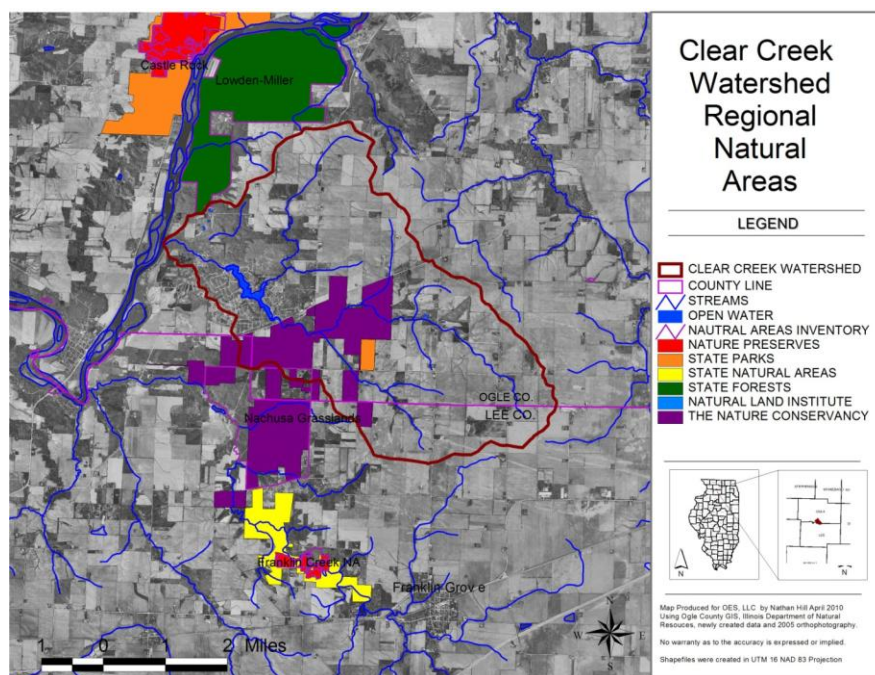 Castle Rock
Lowden-Miller
OGLE CO.
LEE CO.
Nachusa Grasslands
Franklin Creek NA
Franklin Grove
N
W E
S
1 0 1 2 Miles
Clear Creek
Watershed
Regional
Natural
Areas
LEGEND
CLEAR CREEK WATERSHED
COUNTY LINE
STREAMS
OPEN WATER
NAUTRAL AREAS INVENTORY
NATURE PRESERVES
STATE PARKS
STATE NATURAL AREAS
STATE FORESTS
NATURAL LAND INSTITUTE
THE NATURE CONSERVANCY
N
N
Map Produced for OES, LLC by Nathan Hill April 2010
Using Ogle County GIS, Illinois Department of Natural
Resouces, newly created data and 2005 orthophotography.
No warranty as to the accuracy is expressed or implied.
Shapefiles were created in UTM 16 NAD 83 Projection